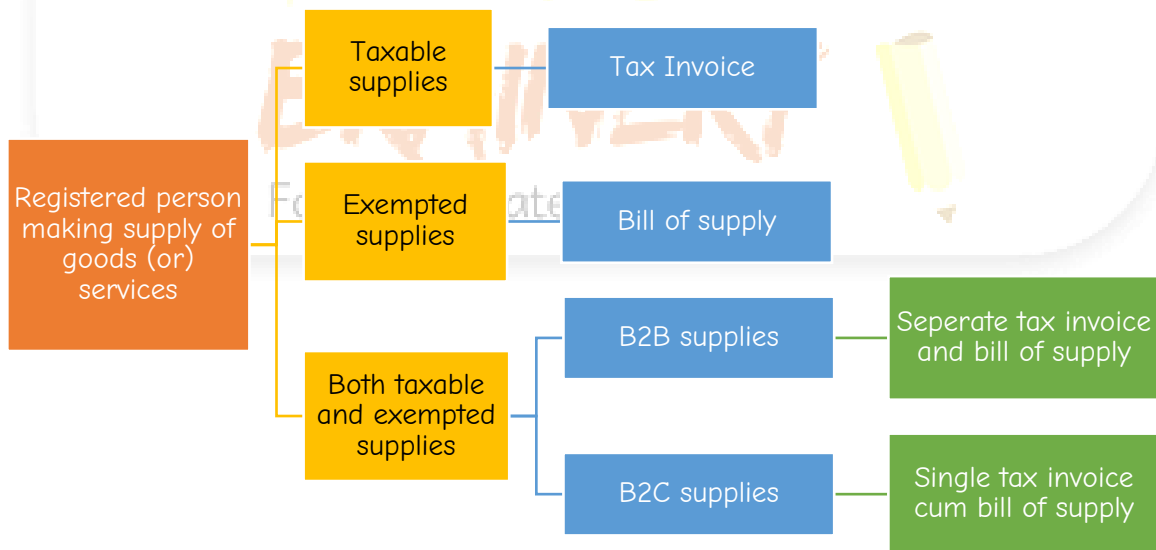 Taxable
supplies
Tax Invoice
Registered person
making supply of
goods (or)
services
Exempted
supplies
Bill of supply
Both taxable
and exempted
supplies
B2B supplies
Seperate tax invoice
and bill of supply
B2C supplies
Single tax invoice
cum bill of supply